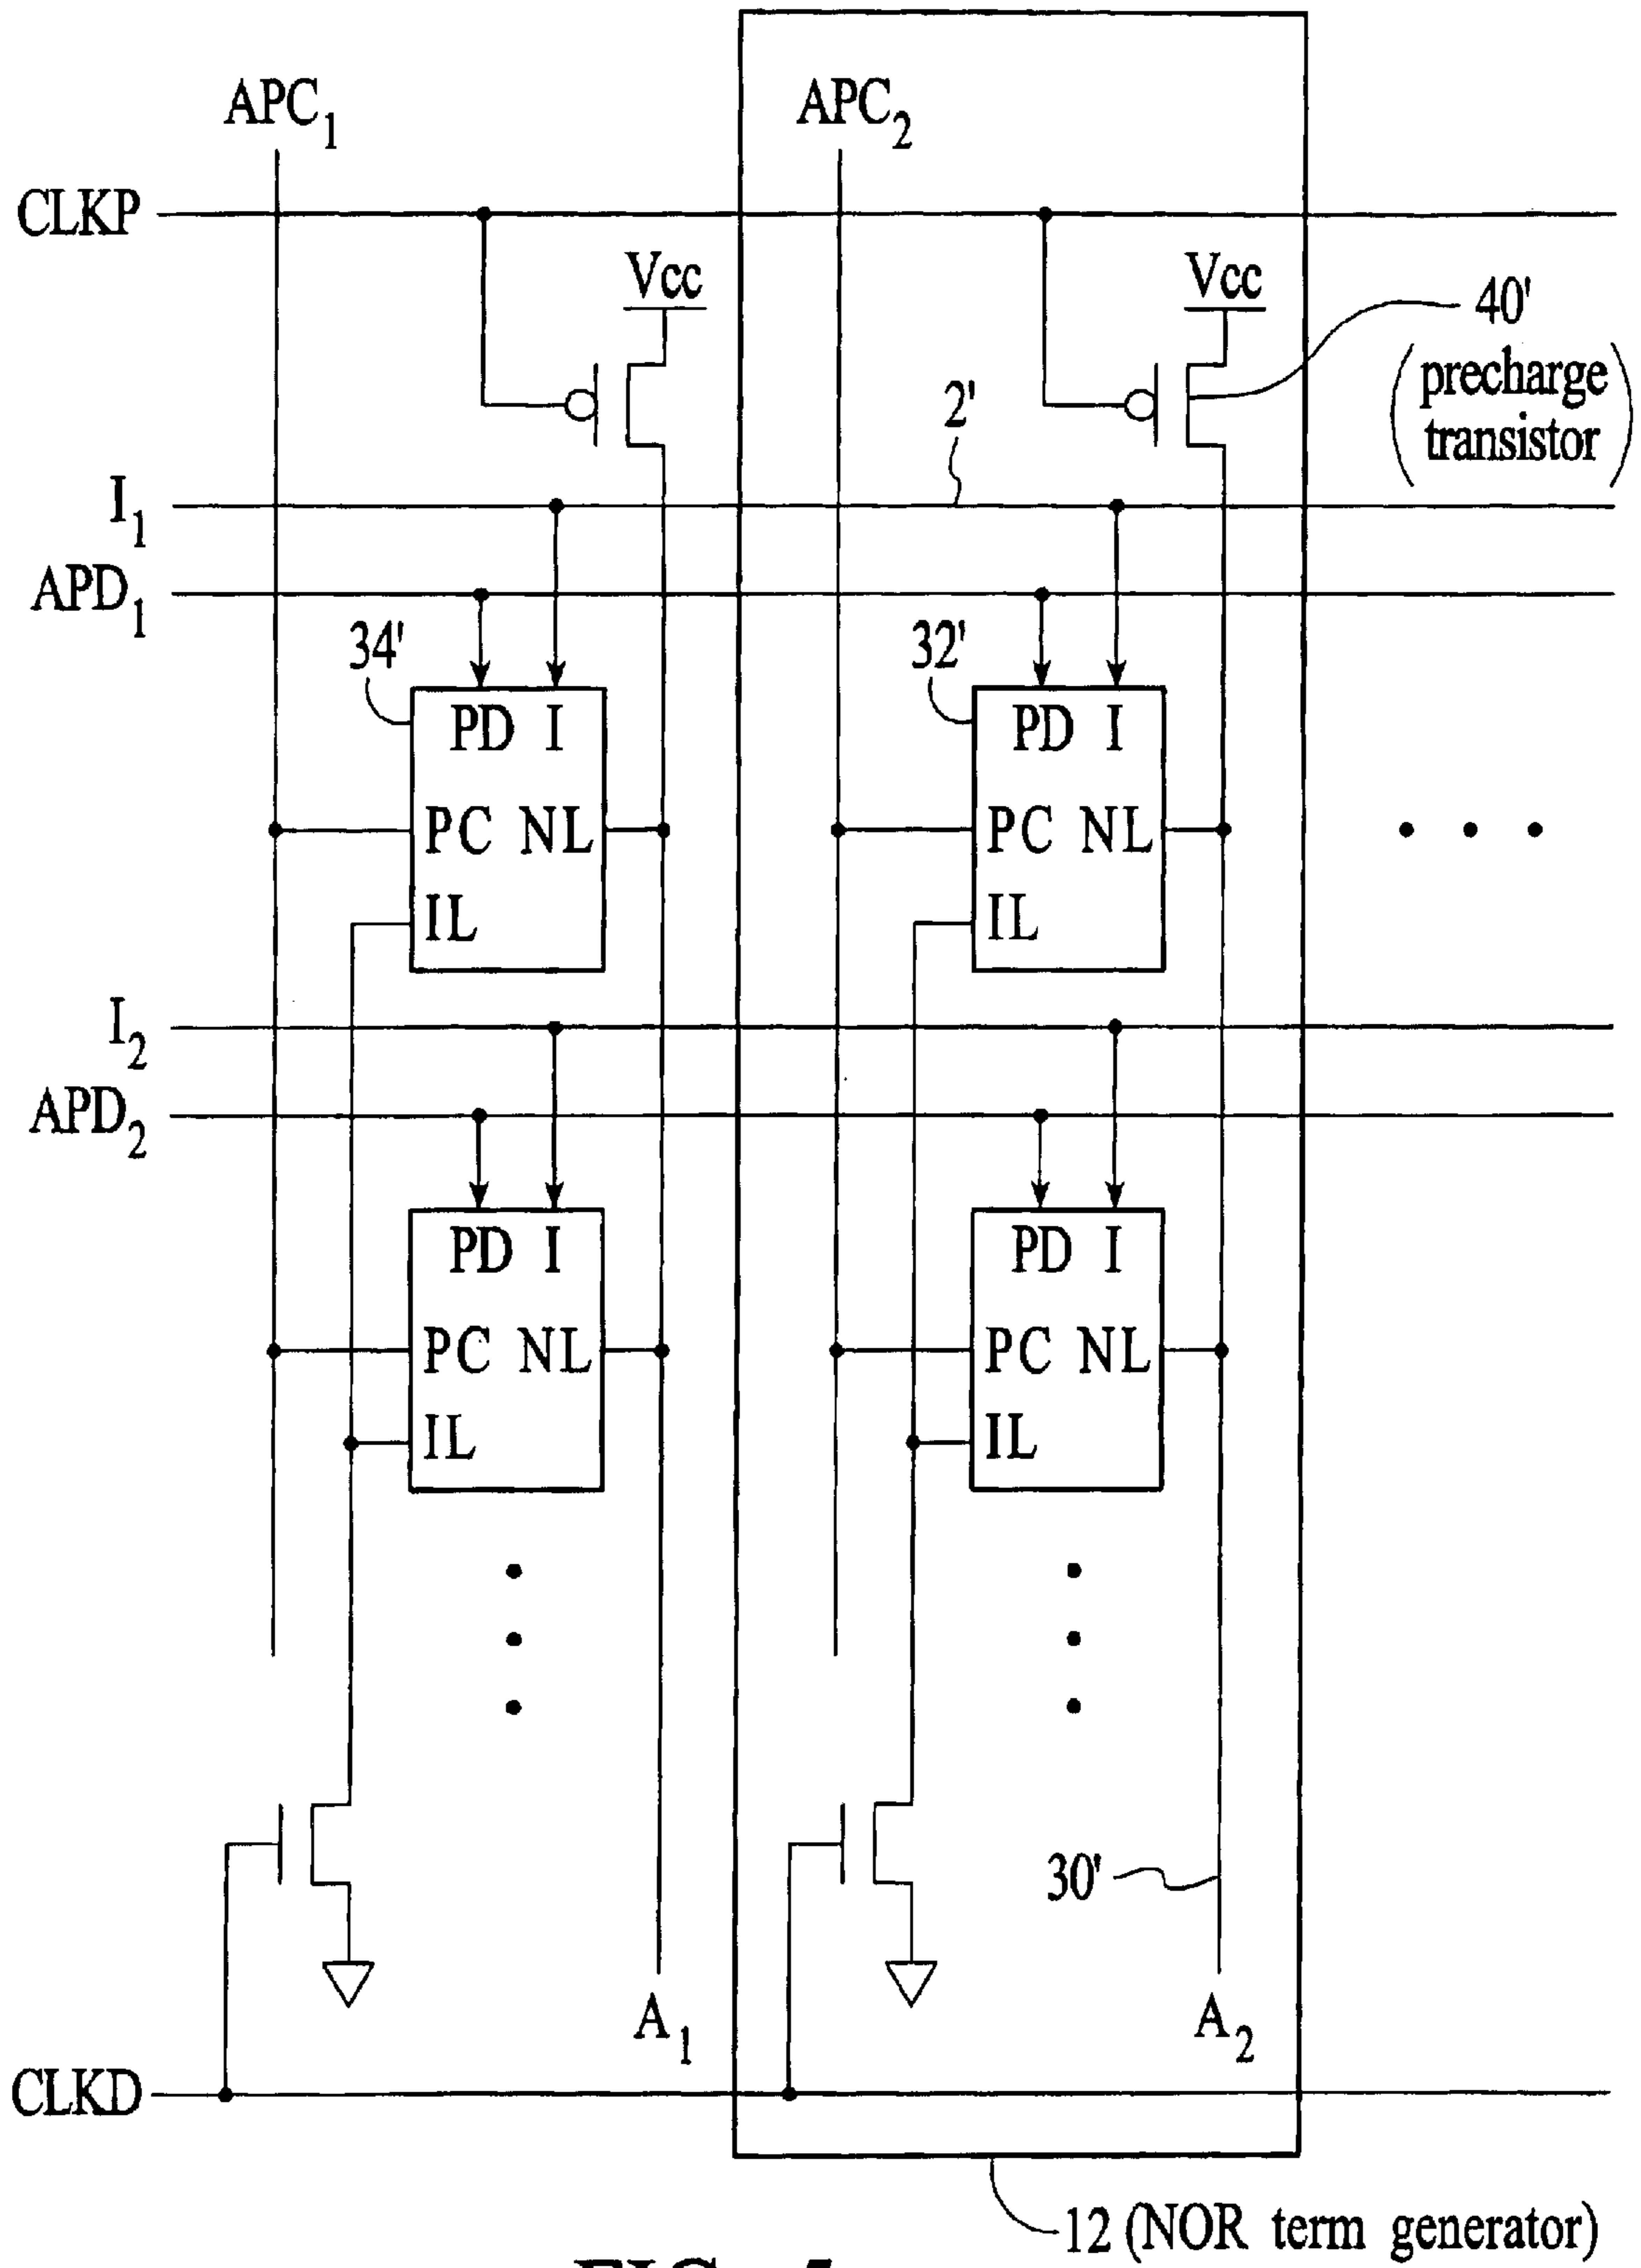 APC1 APC2
CLKP
Vcc Vcc
40'
(precharge
transistor)
2'
I1
APD1
34' 32'
PD I PD I
PC NL PC NL
IL IL
I2
APD2
PD I PD I
PC NL PC NL
IL IL
30'
A1 A2
CLKD
12 (NOR term generator)